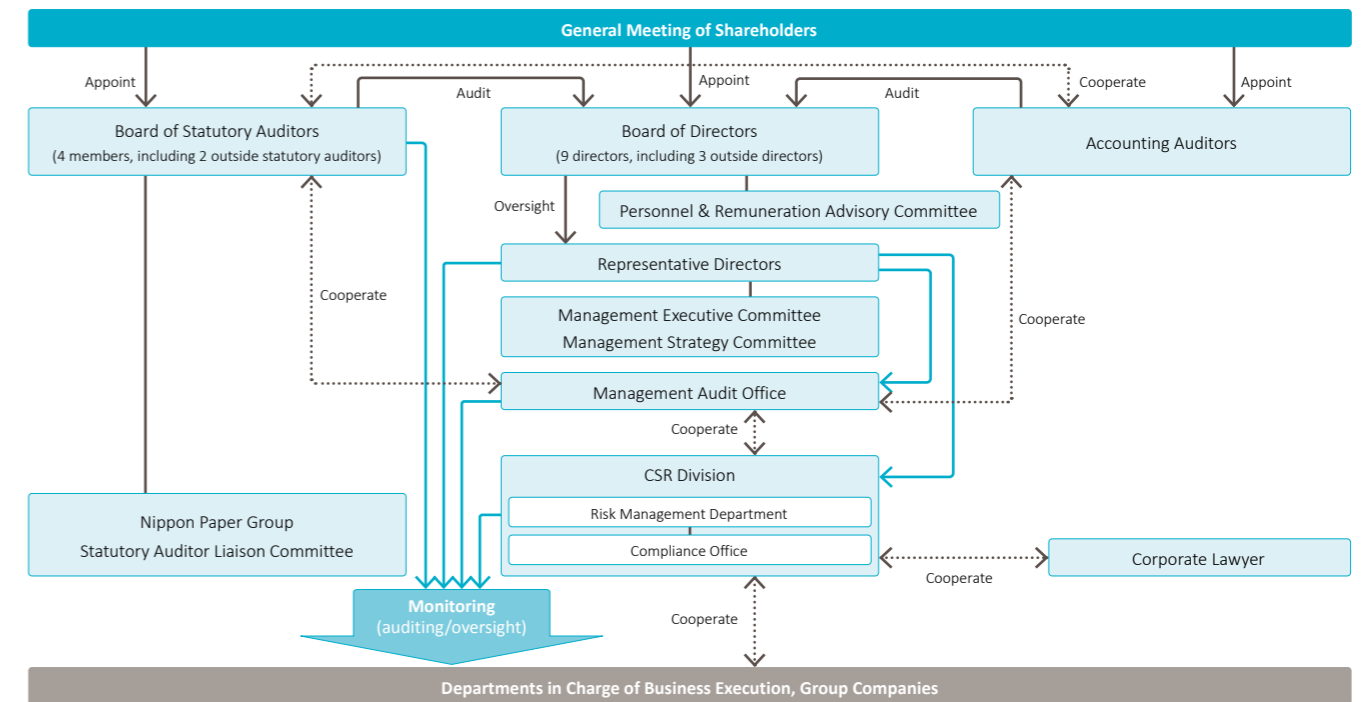 General Meeting of Shareholders
Appoint
Audit
Appoint
Audit
Cooperate
Appoint
Board of Statutory Auditors
(4 members, including 2 outside statutory auditors)
Board of Directors
(9 directors, including 3 outside directors)
Accounting Auditors
Oversight
Personnel & Remuneration Advisory Committee
Representative Directors
Cooperate
Management Executive Committee
Management Strategy Committee
Cooperate
Management Audit Office
Cooperate
CSR Division
Risk Management Department
Compliance Office
Nippon Paper Group
Statutory Auditor Liaison Committee
Corporate Lawyer
Cooperate
Monitoring
(auditing/oversight)
Cooperate
Departments in Charge of Business Execution, Group Companies